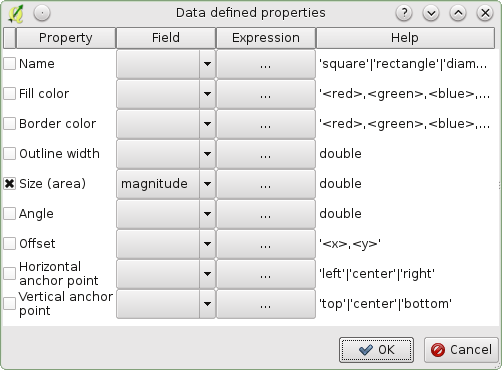 Data defined properties
Property Field Expression Help
Name ... 'square'|'rectangle'|'diam...
Fill color ... '<red>,<green>,<blue>,...
Border color ... '<red>,<green>,<blue>,...
Outline width ... double
Size (area) magnitude ... double
Angle ... double
Offset ... '<x>,<y>'
Horizontal
anchor point ... 'left'|'center'|'right'
Vertical anchor
point ... 'top'|'center'|'bottom'
OK Cancel